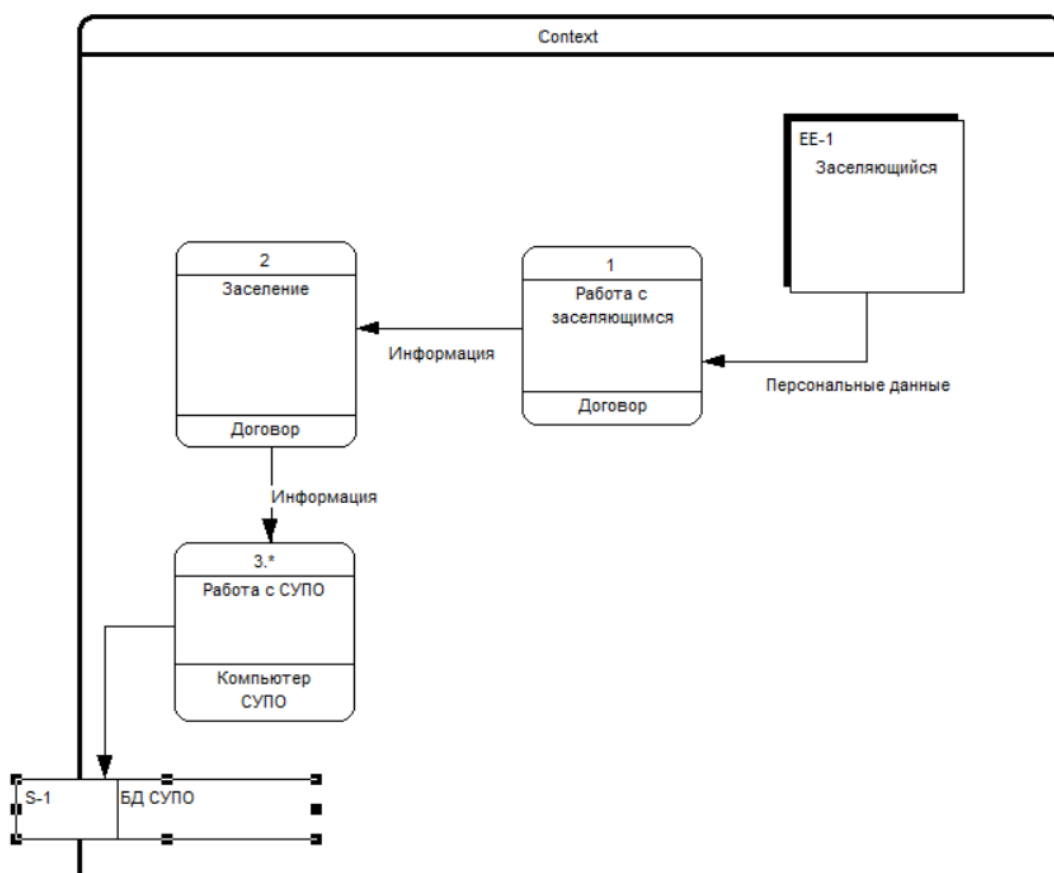 Context
EE-1
Заселяющийся
2
Заселение
Договор
1
Работа с
заселяющимся
Договор
Информация
Персональные данные
Информация
3.*
Работа с СУПО
Компьютер
СУПО
S-1
БД СУПО